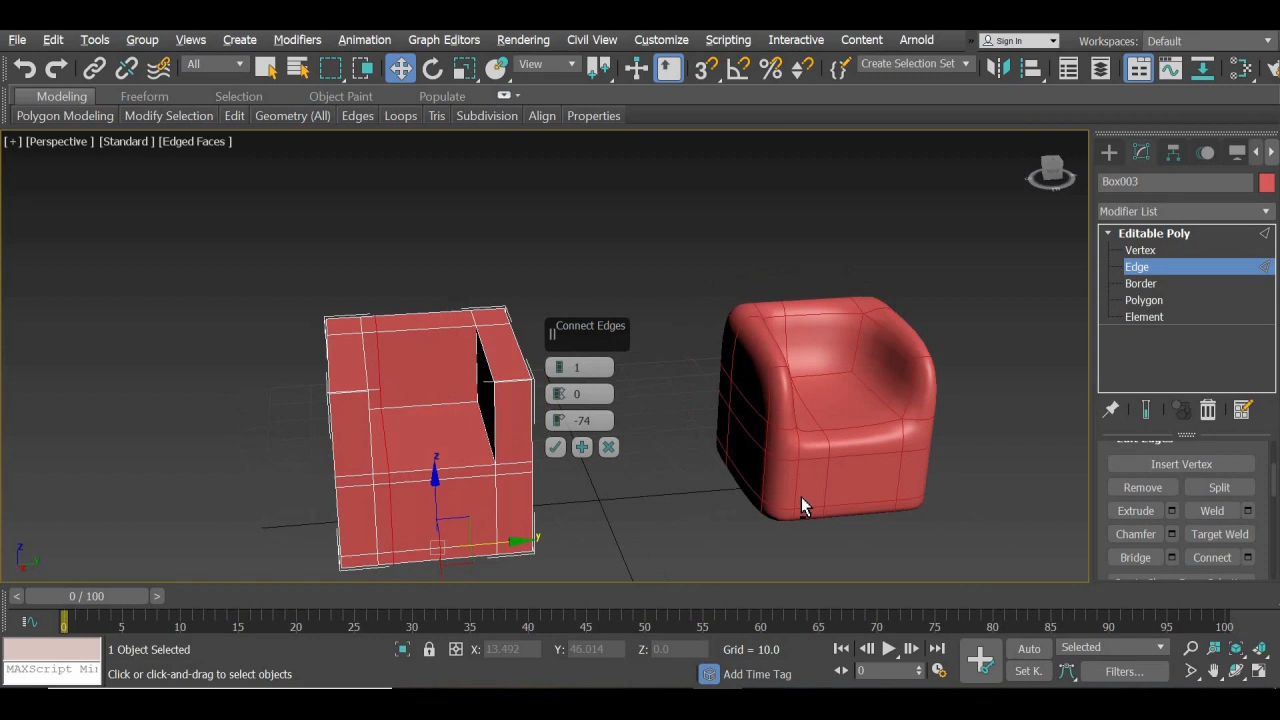 File Edit Tools Group Views Create Modifiers Animation Graph Editors Rendering Civil View Customize Scripting Interactive Content Arnold » Sign In Workspaces: Default
All View Create Selection Set
Modeling Freeform Selection Object Paint Populate
Polygon Modeling Modify Selection Edit Geometry (All) Edges Loops Tris Subdivision Align Properties
[+] [Perspective ] [Standard ] [Edged Faces ]
Box003
Modifier List
Editable Poly
Vertex
Edge
Border
Polygon
Element
Connect Edges
1
0
-74
z
y
z
Insert Vertex
Remove Split
Extrude Weld
Chamfer Target Weld
Bridge Connect
< 0 / 100 >
0 5 10 15 20 25 30 35 40 45 50 55 60 65 70 75 80 85 90 95 100
1 Object Selected X: 13.492 Y: 46.014 Z: 0.0 Grid = 10.0 Auto Selected
MAXScript Min Click or click-and-drag to select objects Add Time Tag 0 Set K. Filters...